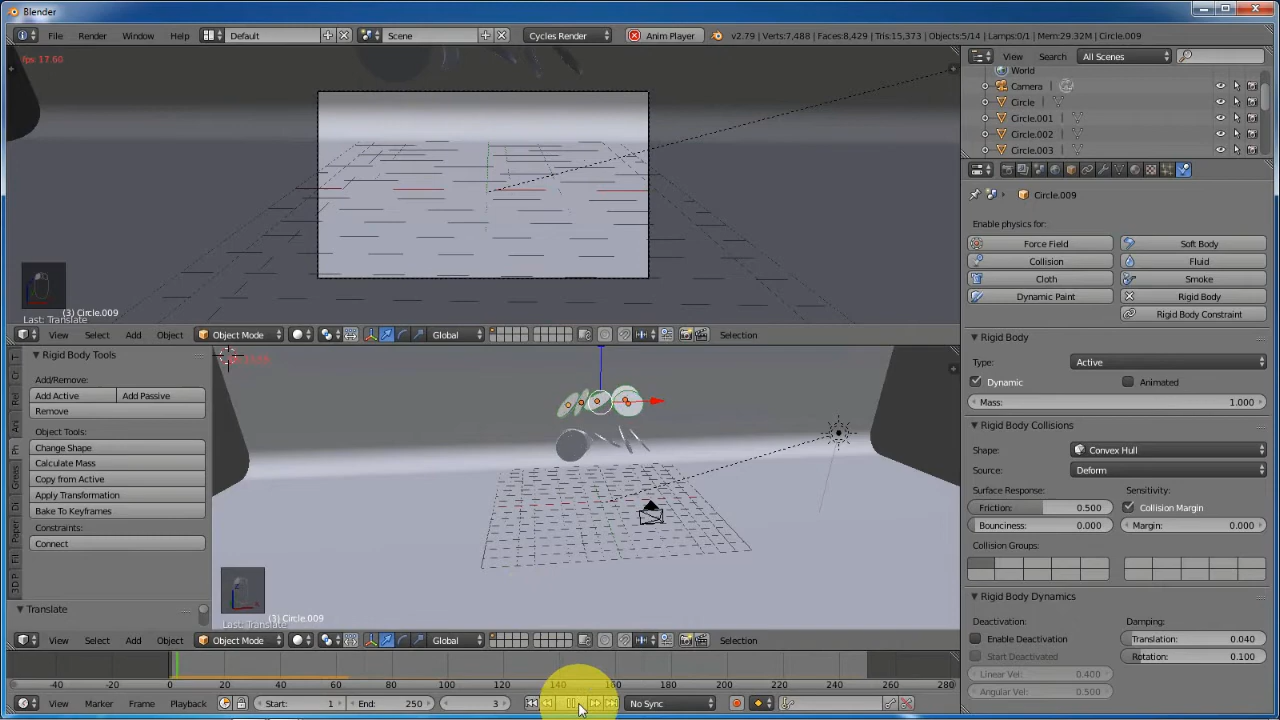 Blender
File Render Window Help Default Scene Cycles Render Anim Player v2.79 | Verts:7,488 | Faces:8,429 | Tris:15,373 | Objects:5/14 | Lamps:0/1 | Mem:29.32M | Circle.009
fps: 17.60
(3) Circle.009
Last: Translate
View Select Add Object Object Mode Global Selection
Rigid Body Tools
Add/Remove:
Add Active Add Passive
Remove
Object Tools:
Change Shape
Calculate Mass
Copy from Active
Apply Transformation
Bake To Keyframes
Constraints:
Connect
Translate
(3) Circle.009
Last: Translate
View Select Add Object Object Mode Global Selection
-40 -20 0 20 40 60 80 100 120 140 160 180 200 220 240 260 280
View Marker Frame Playback Start: 1 End: 250 3 No Sync
View Search All Scenes
World
Camera
Circle
Circle.001
Circle.002
Circle.003
Circle.009
Enable physics for:
Force Field Soft Body
Collision Fluid
Cloth Smoke
Dynamic Paint Rigid Body
Rigid Body Constraint
Rigid Body
Type: Active
Dynamic Animated
Mass: 1.000
Rigid Body Collisions
Shape: Convex Hull
Source: Deform
Surface Response: Sensitivity:
Friction: 0.500 Collision Margin
Bounciness: 0.000 Margin: 0.000
Collision Groups:
Rigid Body Dynamics
Deactivation: Damping:
Enable Deactivation Translation: 0.040
Start Deactivated Rotation: 0.100
Linear Vel: 0.400
Angular Vel: 0.500